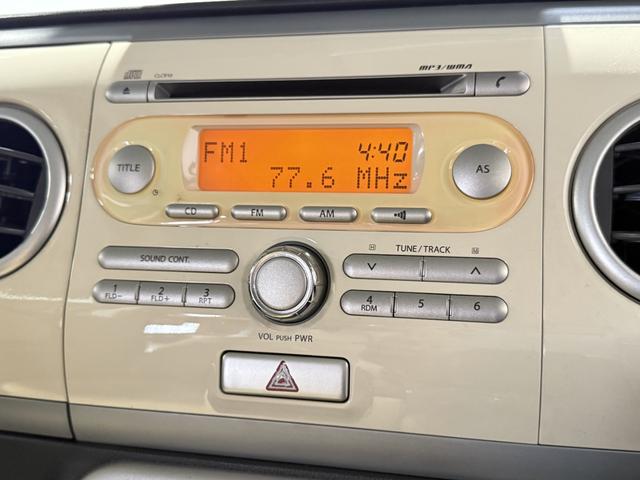 CLCR10
MP3/WMA
FM1 4:40
77.6 MHz
TITLE
AS
CD FM AM
SOUND CONT.
TUNE/TRACK
1 2 3
FLD- FLD+ RPT
4 5 6
RDM
VOL PUSH PWR